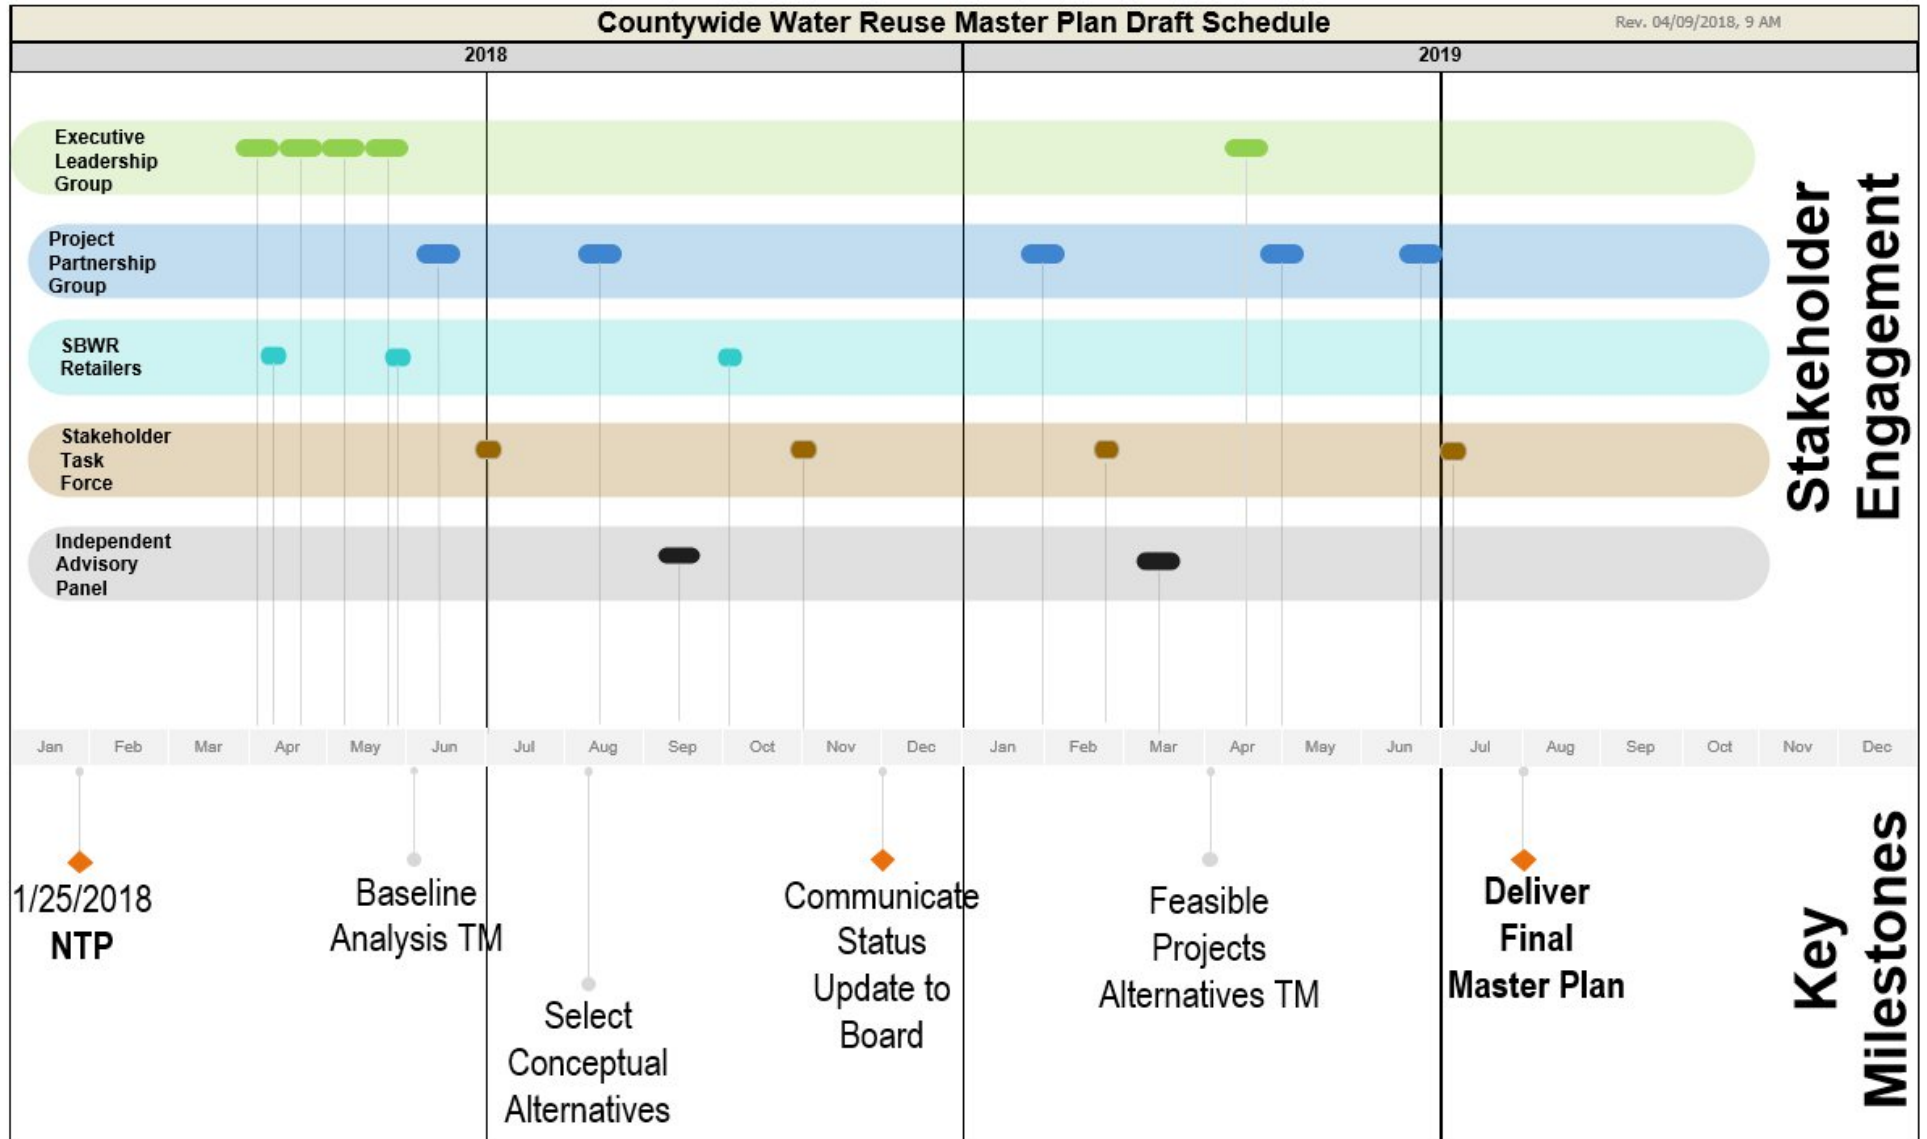 Countywide Water Reuse Master Plan Draft Schedule
Rev. 04/09/2018, 9 AM
2018
2019
Executive
Leadership
Group
Project
Partnership
Group
SBWR
Retailers
Stakeholder
Task
Force
Independent
Advisory
Panel
Stakeholder
Engagement
Jan Feb Mar Apr May Jun Jul Aug Sep Oct Nov Dec Jan Feb Mar Apr May Jun Jul Aug Sep Oct Nov Dec
1/25/2018
NTP
Baseline
Analysis TM
Select
Conceptual
Alternatives
Communicate
Status
Update to
Board
Feasible
Projects
Alternatives TM
Deliver
Final
Master Plan
Key
Milestones